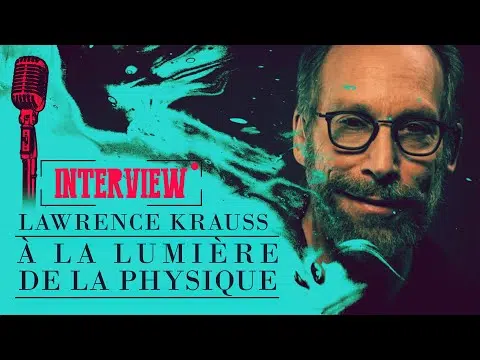 INTERVIEW
LAWRENCE KRAUSS
À LA LUMIÈRE
DE LA PHYSIQUE